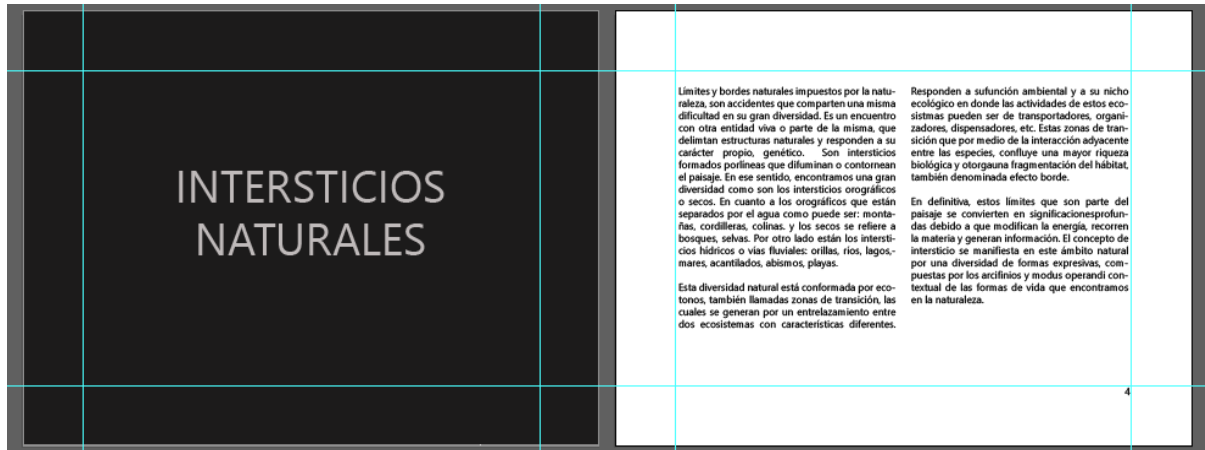 INTERSTICIOS
NATURALES
Límites y bordes naturales impuestos por la natu-
raleza, son accidentes que comparten una misma
dificultad en su gran diversidad. Es un encuentro
con otra entidad viva o parte de la misma, que
delimtan estructuras naturales y responden a su
carácter propio, genético. Son intersticios
formados porlineas que difuminan o contornean
el paisaje. En ese sentido, encontramos una gran
diversidad como son los intersticios orográficos
o secos. En cuanto a los orográficos que están
separados por el agua como puede ser: monta-
ñas, cordilleras, colinas. y los secos se refiere a
bosques, selvas. Por otro lado están los intersti-
cios hídricos o vías fluviales: orillas, ríos, lagos,-
mares, acantilados, abismos, playas.
Esta diversidad natural está conformada por eco-
tonos, también llamadas zonas de transición, las
cuales se generan por un entrelazamiento entre
dos ecosistemas con características diferentes.
Responden a sufunción ambiental y a su nicho
ecológico en donde las actividades de estos eco-
sistmas pueden ser de transportadores, organi-
zadores, dispensadores, etc. Estas zonas de tran-
sición que por medio de la interacción adyacente
entre las especies, confluye una mayor riqueza
biológica y otorgauna fragmentación del hábitat,
también denominada efecto borde.
En definitiva, estos límites que son parte del
paisaje se convierten en significacionesprofun-
das debido a que modifican la energía, recorren
la materia y generan información. El concepto de
intersticio se manifiesta en este ámbito natural
por una diversidad de formas expresivas, com-
puestas por los arcifinios y modus operandi con-
textual de las formas de vida que encontramos
en la naturaleza.
4